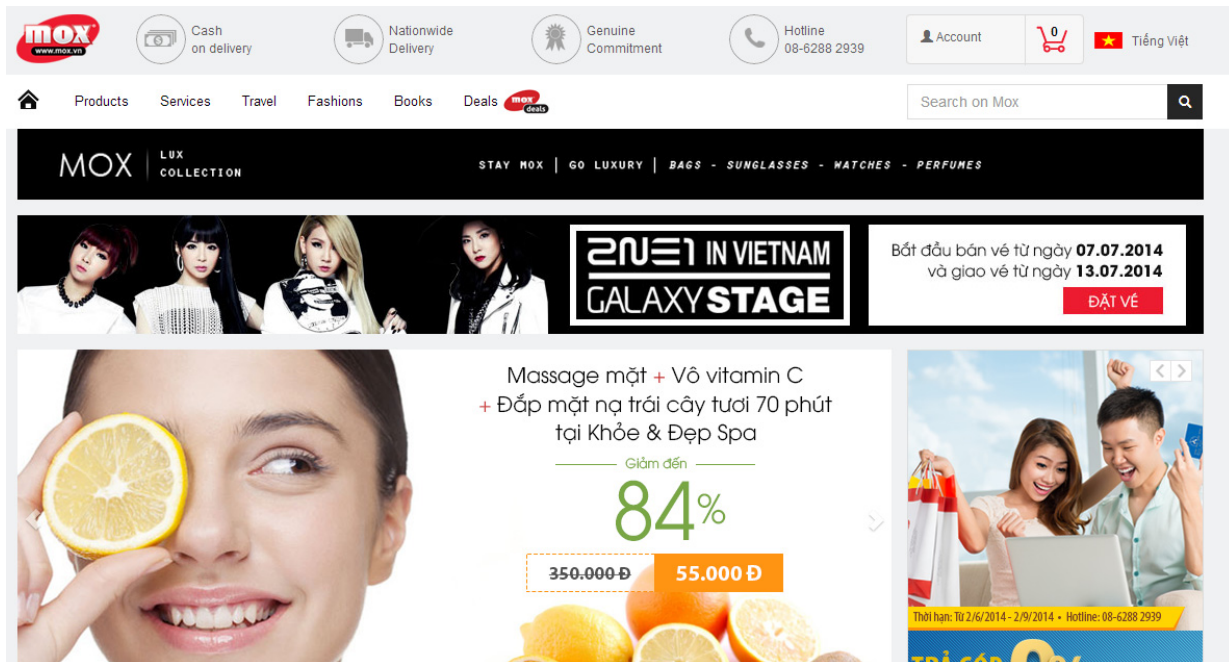 mox
www.mox.vn
Cash
on delivery
Nationwide
Delivery
Genuine
Commitment
Hotline
08-6288 2939
Account
0
Tiếng Việt
Products
Services
Travel
Fashions
Books
Deals
mox
deals
Search on Mox
MOX
LUX
COLLECTION
STAY MOX | GO LUXURY | BAGS - SUNGLASSES - WATCHES - PERFUMES
2NE1 IN VIETNAM
GALAXY STAGE
Bắt đầu bán vé từ ngày 07.07.2014
và giao vé từ ngày 13.07.2014
ĐẶT VÉ
Massage mặt + Vô vitamin C
+ Đắp mặt nạ trái cây tươi 70 phút
tại Khỏe & Đẹp Spa
Giảm đến
84%
350.000 Đ
55.000 Đ
Thời hạn: Từ 2/6/2014 - 2/9/2014 • Hotline: 08-6288 2939
TRẢ GÓP